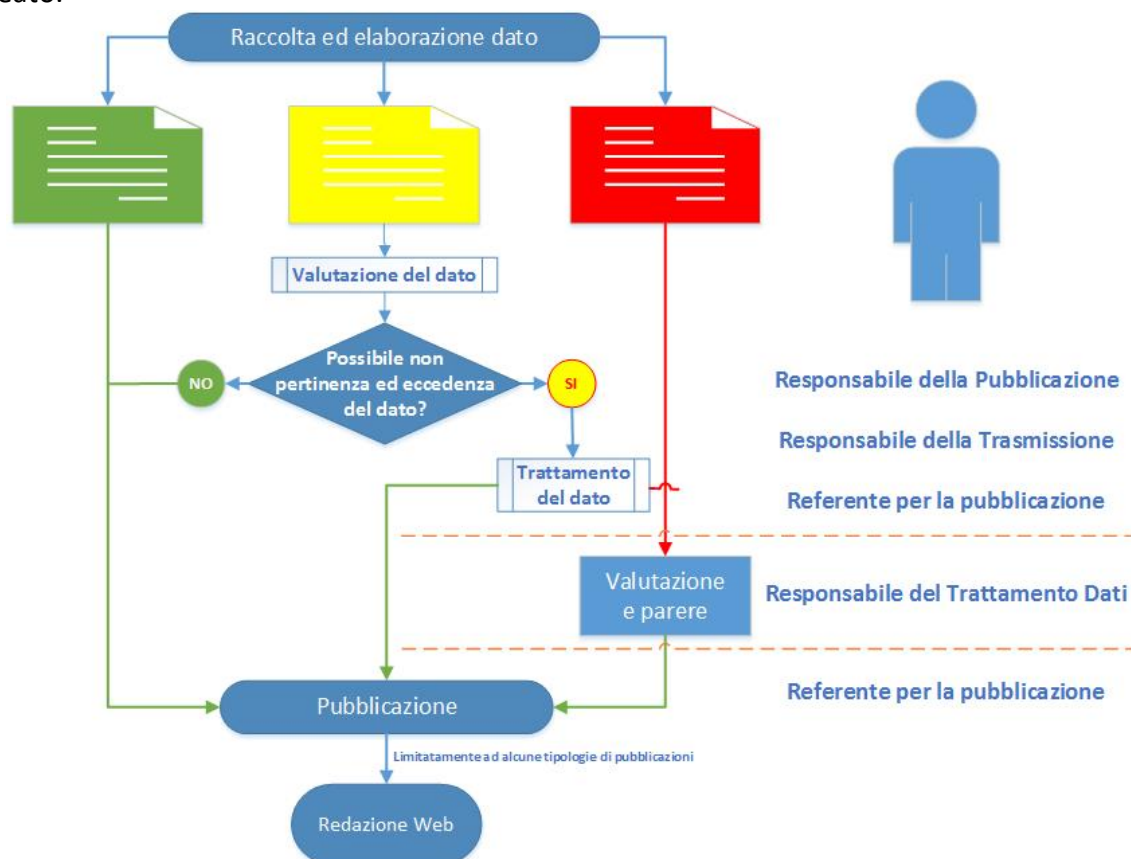 Raccolta ed elaborazione dato
Valutazione del dato
Possibile non
pertinenza ed eccedenza
del dato?
NO
SI
Trattamento
del dato
Responsabile della Pubblicazione
Responsabile della Trasmissione
Referente per la pubblicazione
Valutazione
e parere
Responsabile del Trattamento Dati
Referente per la pubblicazione
Pubblicazione
Limitatamente ad alcune tipologie di pubblicazioni
Redazione Web